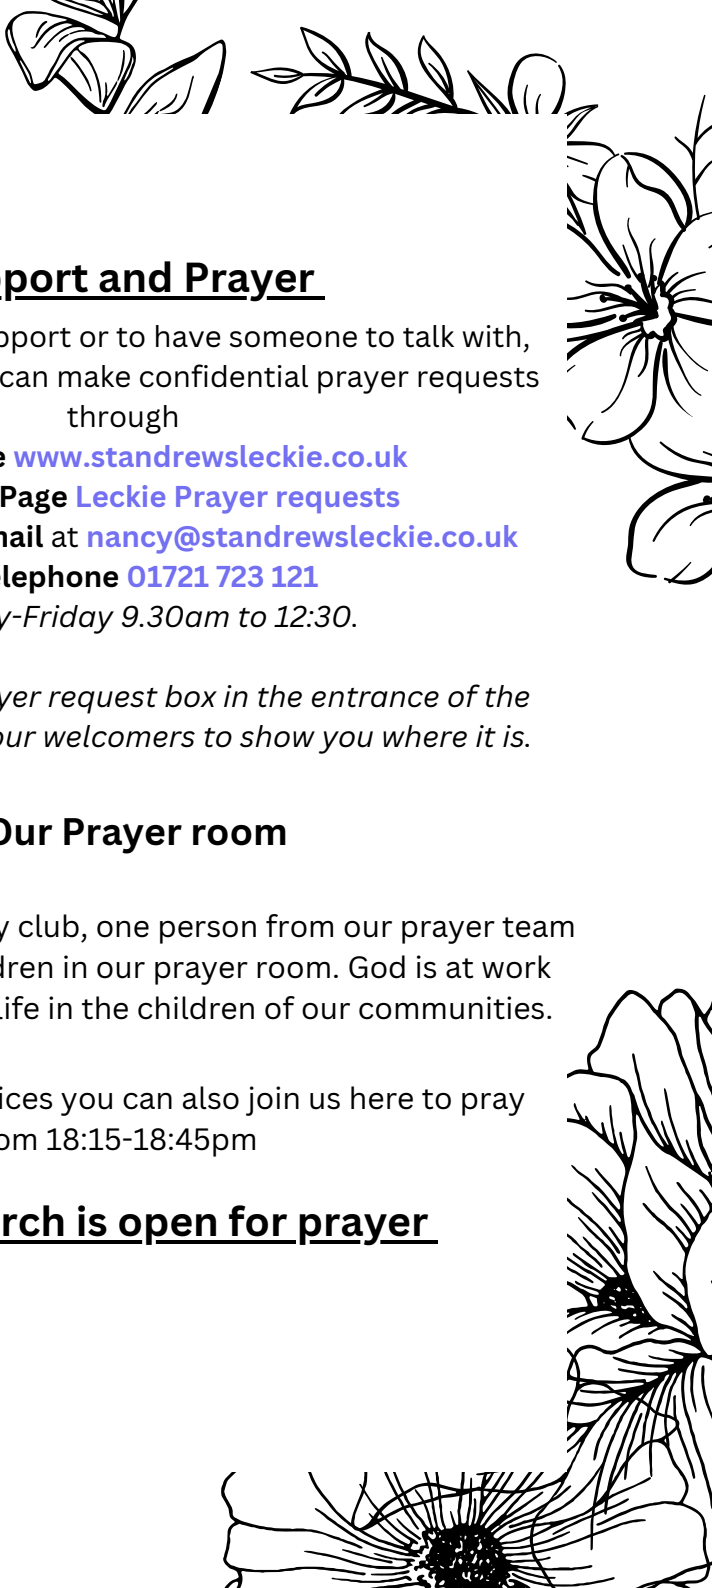 pport and Prayer
pport or to have someone to talk with,
can make confidential prayer requests
through
e www.standrewsleckie.co.uk
Page Leckie Prayer requests
mail at nancy@standrewsleckie.co.uk
elephone 01721 723 121
y-Friday 9.30am to 12:30.
yer request box in the entrance of the
our welcomers to show you where it is.
Our Prayer room
y club, one person from our prayer team
dren in our prayer room. God is at work
life in the children of our communities.
ices you can also join us here to pray
om 18:15-18:45pm
rch is open for prayer